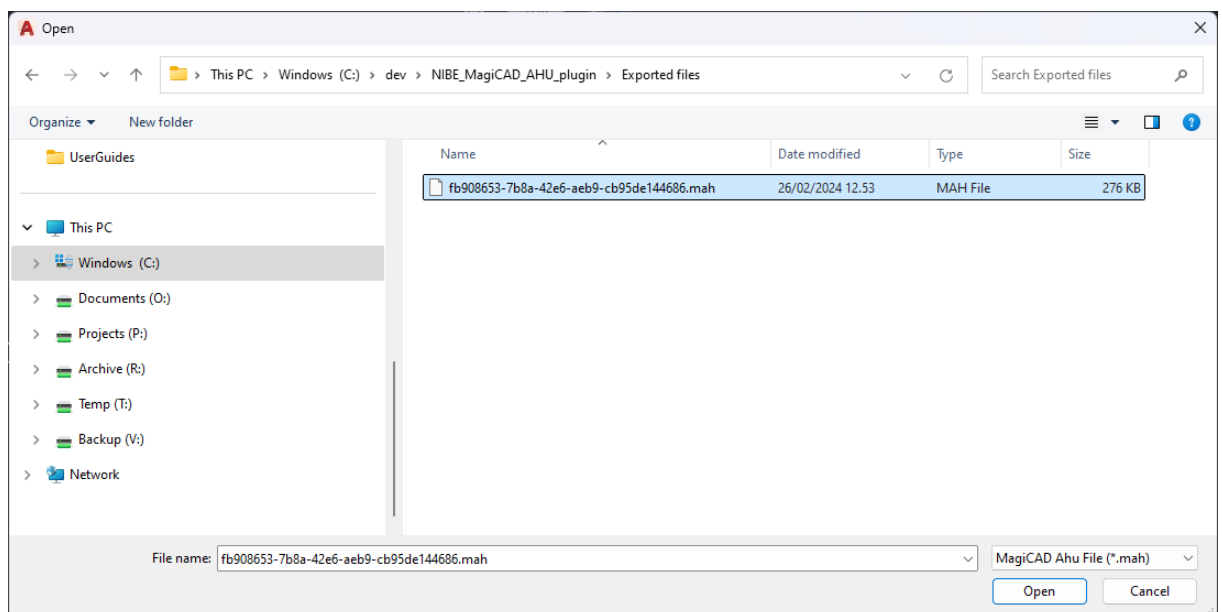 Open
This PC > Windows (C:) > dev > NIBE_MagiCAD_AHU_plugin > Exported files
Search Exported files
Organize
New folder
UserGuides
This PC
Windows (C:)
Documents (O:)
Projects (P:)
Archive (R:)
Temp (T:)
Backup (V:)
Network
Name Date modified Type Size
fb908653-7b8a-42e6-aeb9-cb95de144686.mah 26/02/2024 12.53 MAH File 276 KB
File name: fb908653-7b8a-42e6-aeb9-cb95de144686.mah
MagiCAD Ahu File (*.mah)
Open Cancel